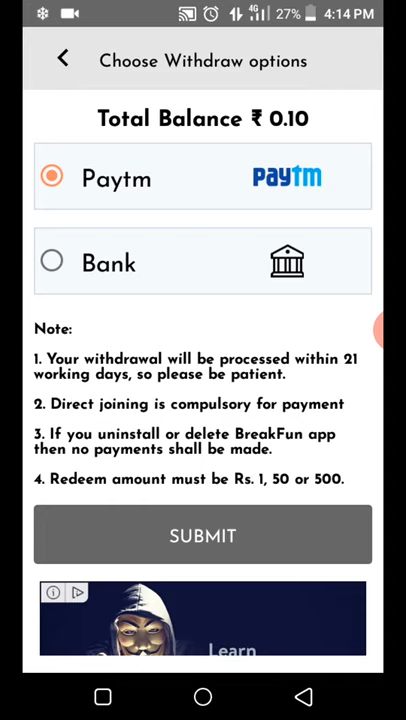 4G 27% 4:14 PM
Choose Withdraw options
Total Balance ₹ 0.10
Paytm paytm
Bank
Note:
1. Your withdrawal will be processed within 21
working days, so please be patient.
2. Direct joining is compulsory for payment
3. If you uninstall or delete BreakFun app
then no payments shall be made.
4. Redeem amount must be Rs. 1, 50 or 500.
SUBMIT
Learn